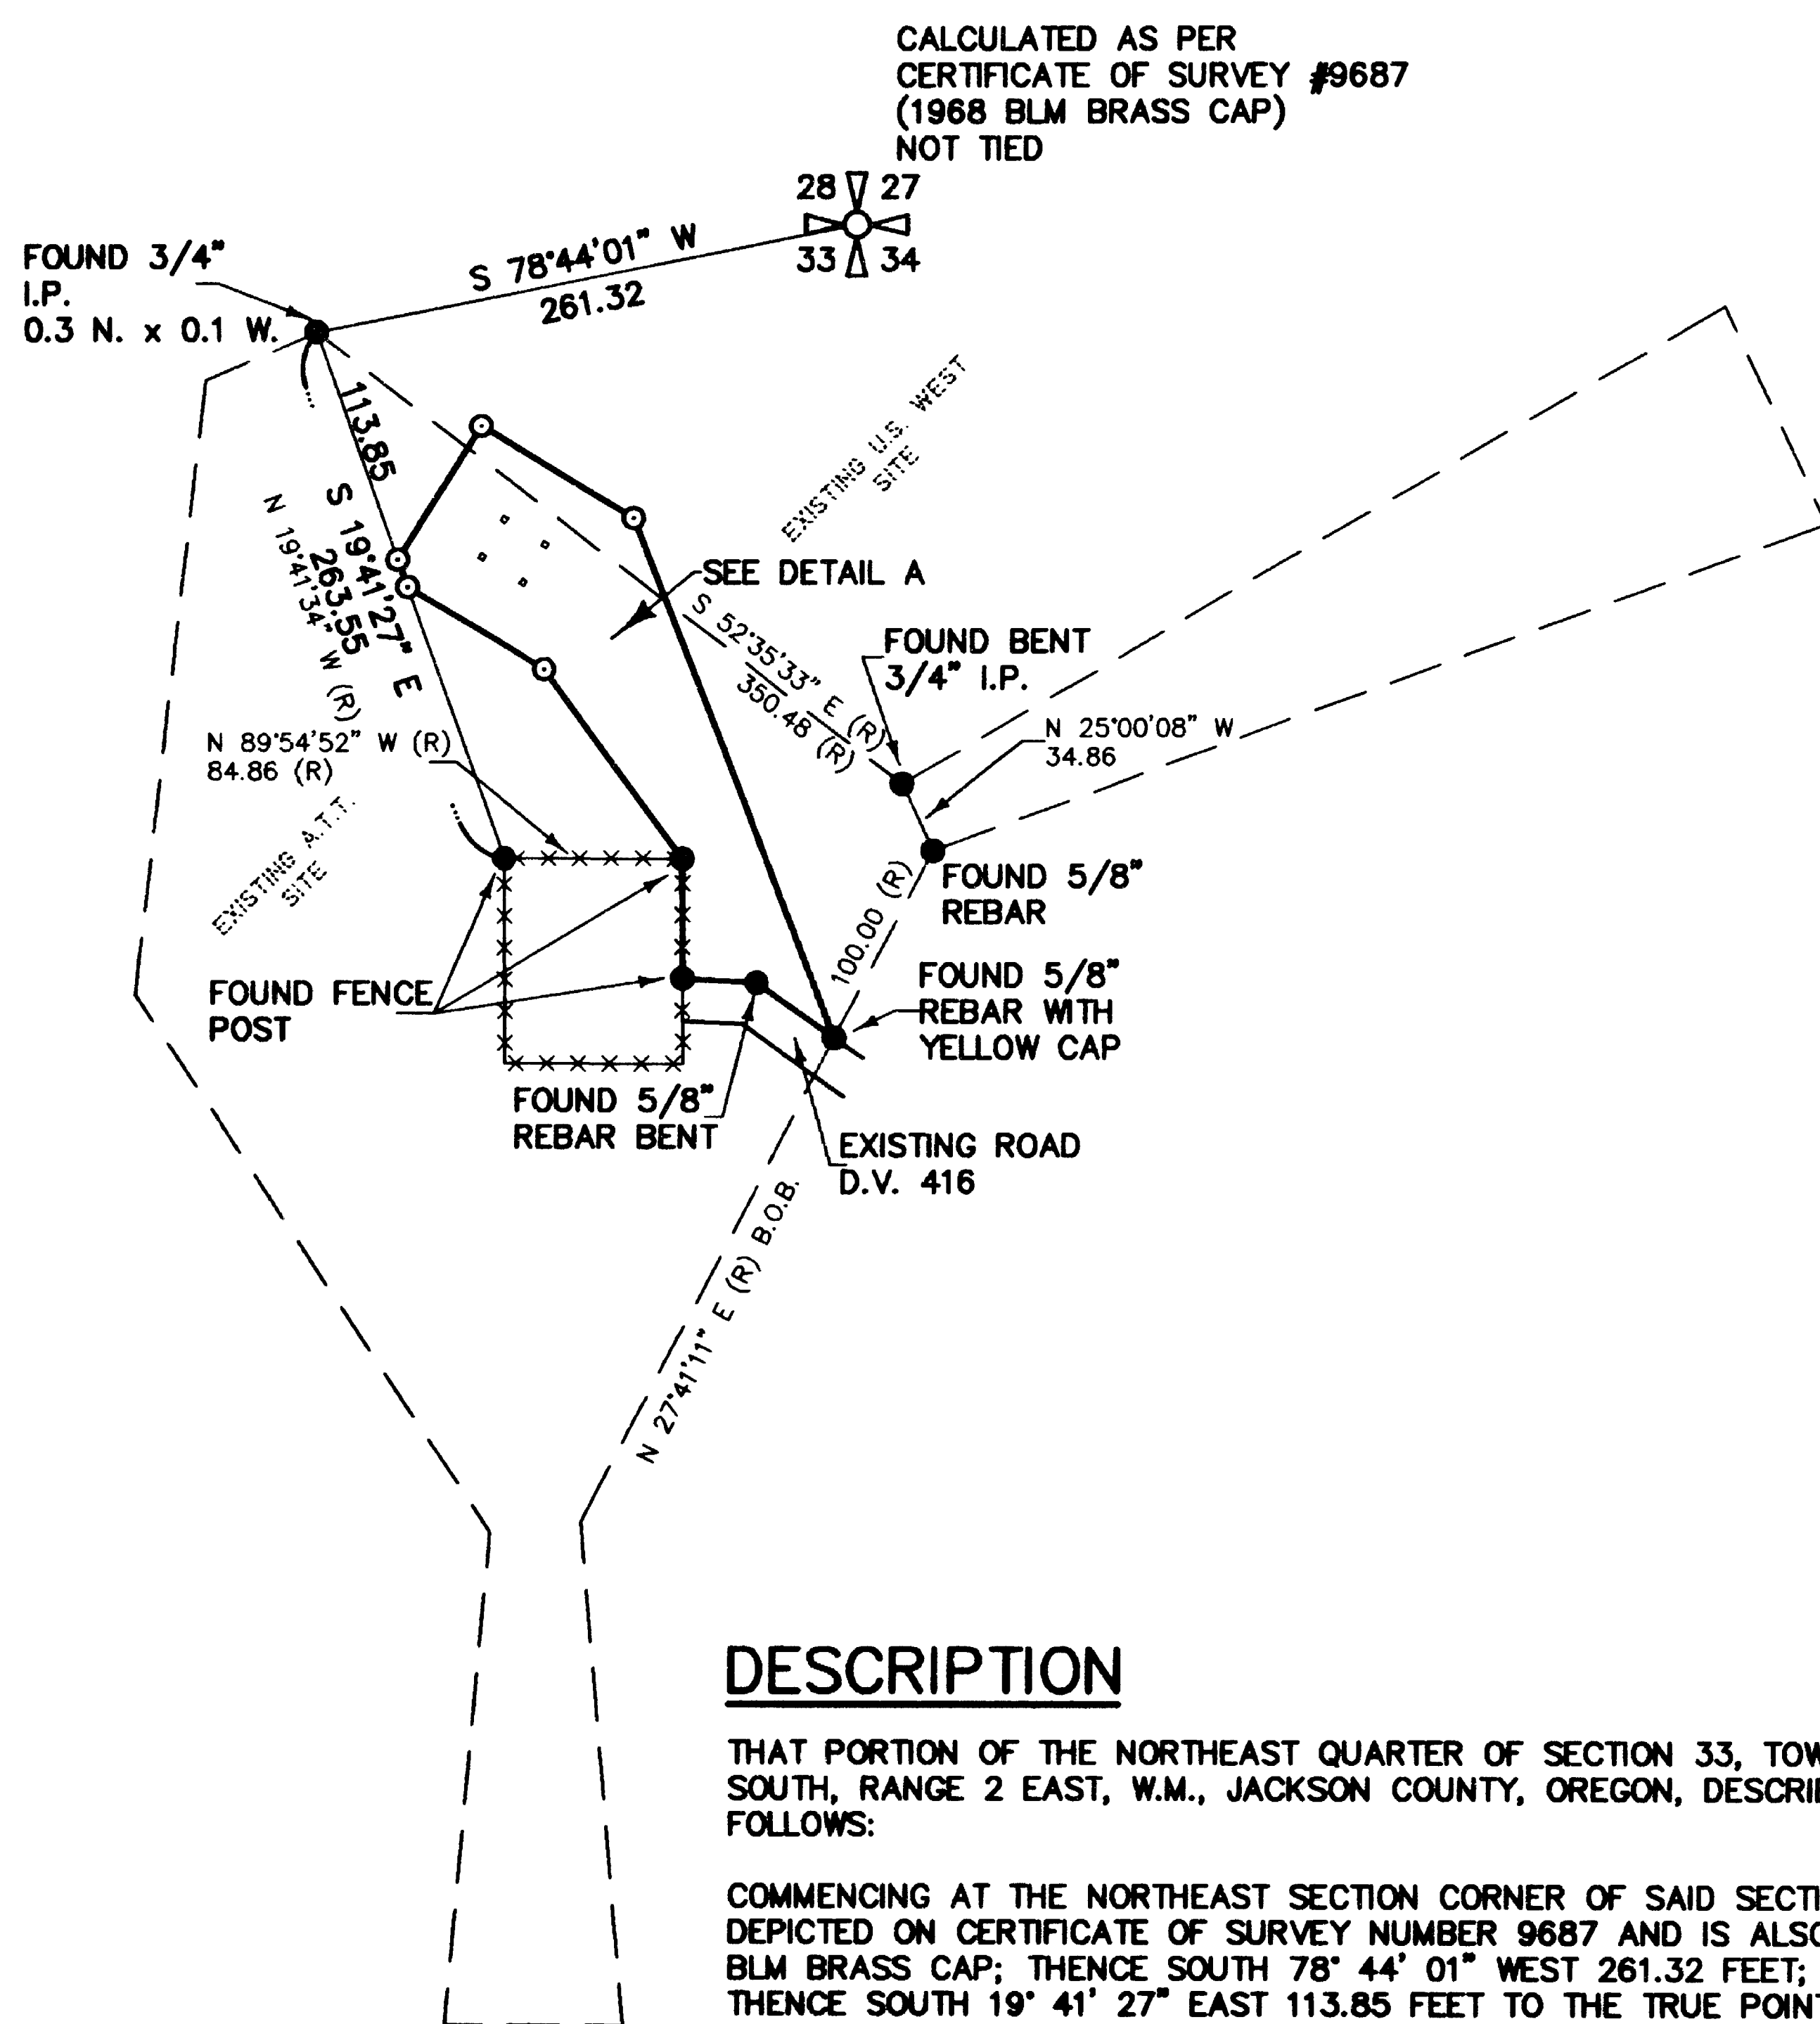 CALCULATED AS PER
CERTIFICATE OF SURVEY #9687
(1968 BLM BRASS CAP)
NOT TIED
28 27
33 34
S 78°44'01" W
261.32
FOUND 3/4"
I.P.
0.3 N. x 0.1 W.
113.85
S 19°41'27" E
263.55
N 19°41'34" W (R)
EXISTING U.S. WEST
SITE
SEE DETAIL A
S 52°35'33" E (R)
350.48 (R)
FOUND BENT
3/4" I.P.
N 25°00'08" W
34.86
N 89°54'52" W (R)
84.86 (R)
EXISTING A.T.T.
SITE
FOUND 5/8"
REBAR
100.00 (R)
FOUND FENCE
POST
FOUND 5/8"
REBAR WITH
YELLOW CAP
FOUND 5/8"
REBAR BENT
EXISTING ROAD
D.V. 416
N 27°41'11" E (R) B.O.B.
DESCRIPTION
THAT PORTION OF THE NORTHEAST QUARTER OF SECTION 33, TOW
SOUTH, RANGE 2 EAST, W.M., JACKSON COUNTY, OREGON, DESCRI
FOLLOWS:
COMMENCING AT THE NORTHEAST SECTION CORNER OF SAID SECTI
DEPICTED ON CERTIFICATE OF SURVEY NUMBER 9687 AND IS ALSO
BLM BRASS CAP; THENCE SOUTH 78° 44' 01" WEST 261.32 FEET;
THENCE SOUTH 19° 41' 27" EAST 113.85 FEET TO THE TRUE POINT